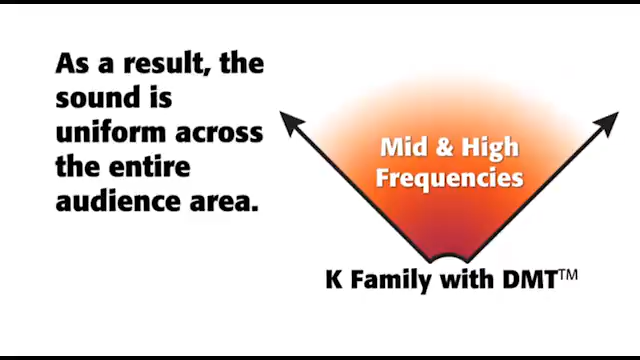 As a result, the
sound is
uniform across
the entire
audience area.
Mid & High
Frequencies
K Family with DMT™